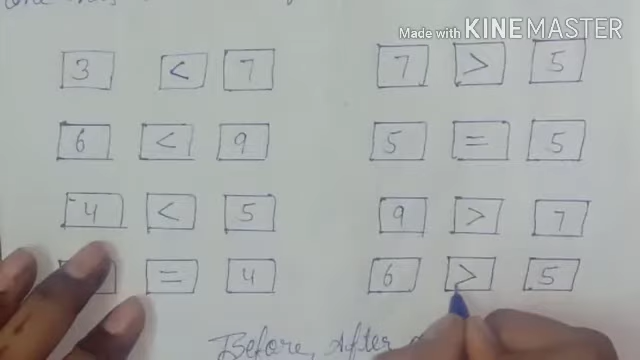 Made with KINEMASTER
3 < 7 7 > 5
6 < 9 5 = 5
4 < 5 9 > 7
= 4 6 > 5
Before, After